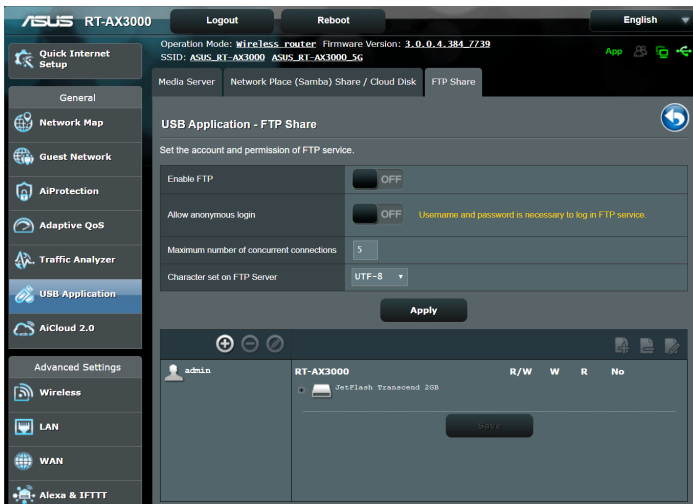 ASUS RT-AX3000 Logout Reboot English
Quick Internet Setup
Operation Mode: Wireless router Firmware Version: 3.0.0.4.384_7739
SSID: ASUS_RT-AX3000 ASUS_RT-AX3000_5G
App
Media Server Network Place (Samba) Share / Cloud Disk FTP Share
General
Network Map
Guest Network
AiProtection
Adaptive QoS
Traffic Analyzer
USB Application
AiCloud 2.0
Advanced Settings
Wireless
LAN
WAN
Alexa & IFTTT
USB Application - FTP Share
Set the account and permission of FTP service.
Enable FTP OFF
Allow anonymous login OFF Username and password is necessary to log in FTP service.
Maximum number of concurrent connections 5
Character set on FTP Server UTF-8
Apply
admin
RT-AX3000 R/W W R No
JetFlash Transcend 2GB
Save